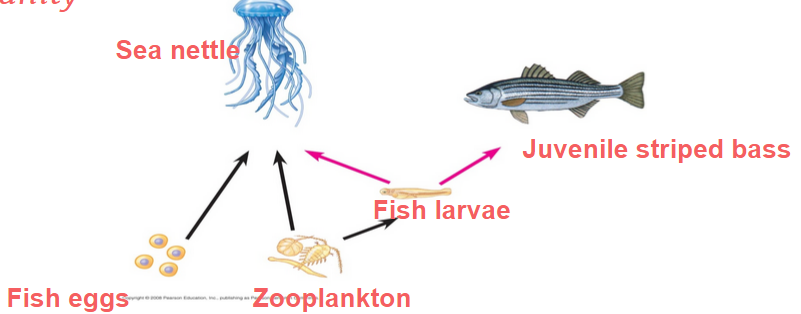 Sea nettle
Juvenile striped bass
Fish larvae
Fish eggs
Zooplankton